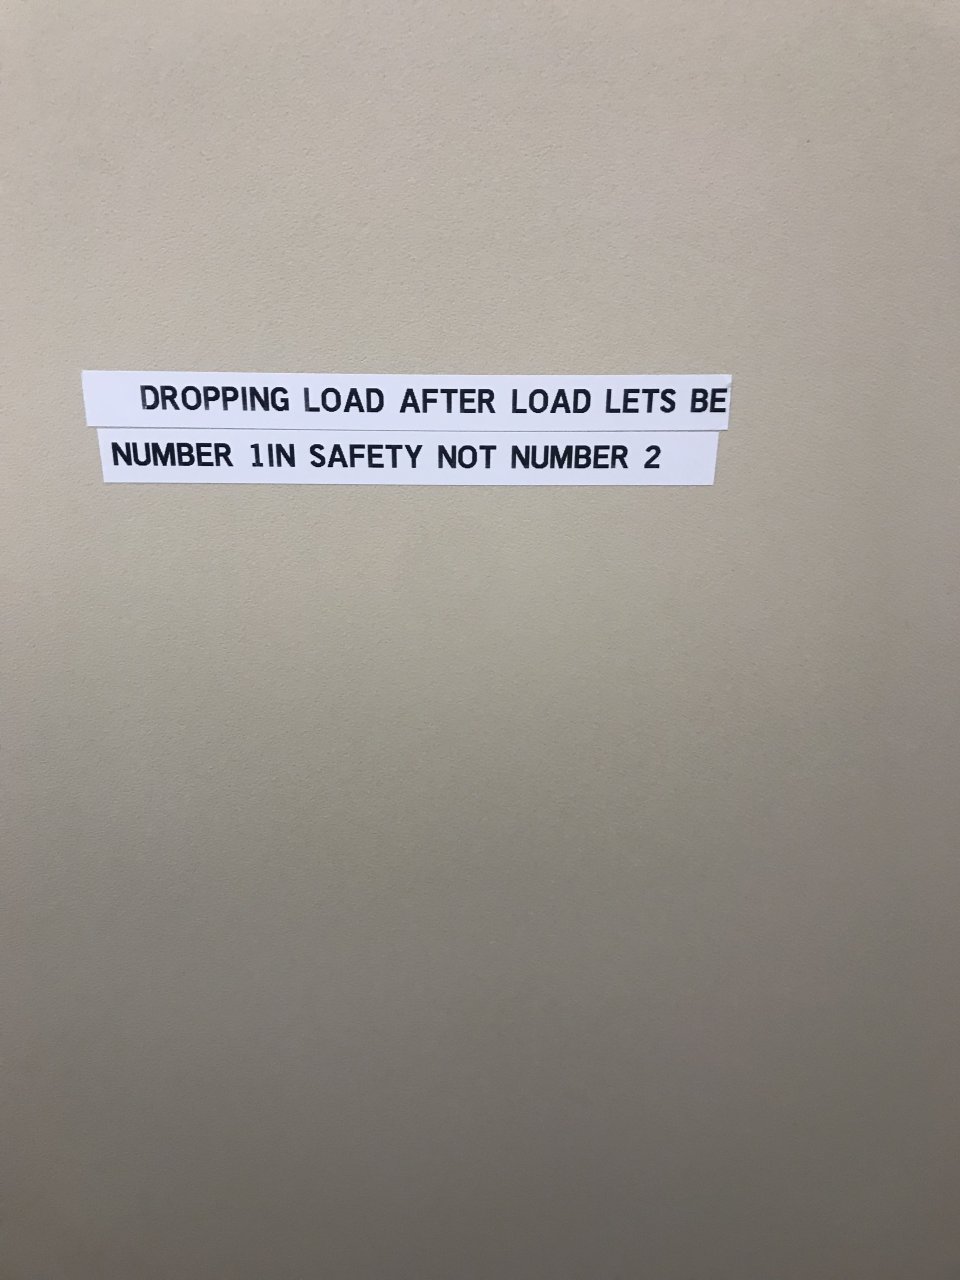 DROPPING LOAD AFTER LOAD LETS BE
NUMBER 1IN SAFETY NOT NUMBER 2